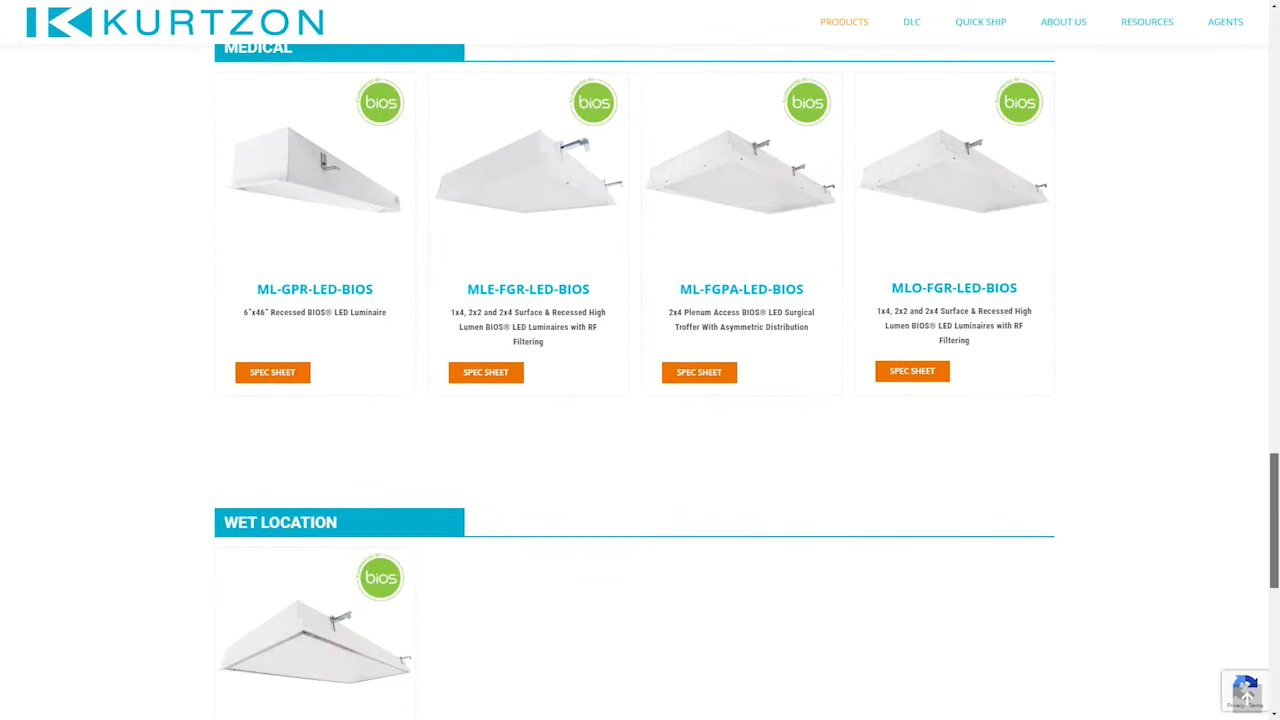 KURTZON
PRODUCTS
DLC
QUICK SHIP
ABOUT US
RESOURCES
AGENTS
MEDICAL
bios
bios
bios
bios
ML-GPR-LED-BIOS
6"x46" Recessed BIOS® LED Luminaire
SPEC SHEET
MLE-FGR-LED-BIOS
1x4, 2x2 and 2x4 Surface & Recessed High
Lumen BIOS® LED Luminaires with RF
Filtering
SPEC SHEET
ML-FGPA-LED-BIOS
2x4 Plenum Access BIOS® LED Surgical
Troffer With Asymmetric Distribution
SPEC SHEET
MLO-FGR-LED-BIOS
1x4, 2x2 and 2x4 Surface & Recessed High
Lumen BIOS® LED Luminaires with RF
Filtering
SPEC SHEET
WET LOCATION
bios
Privacy - Terms